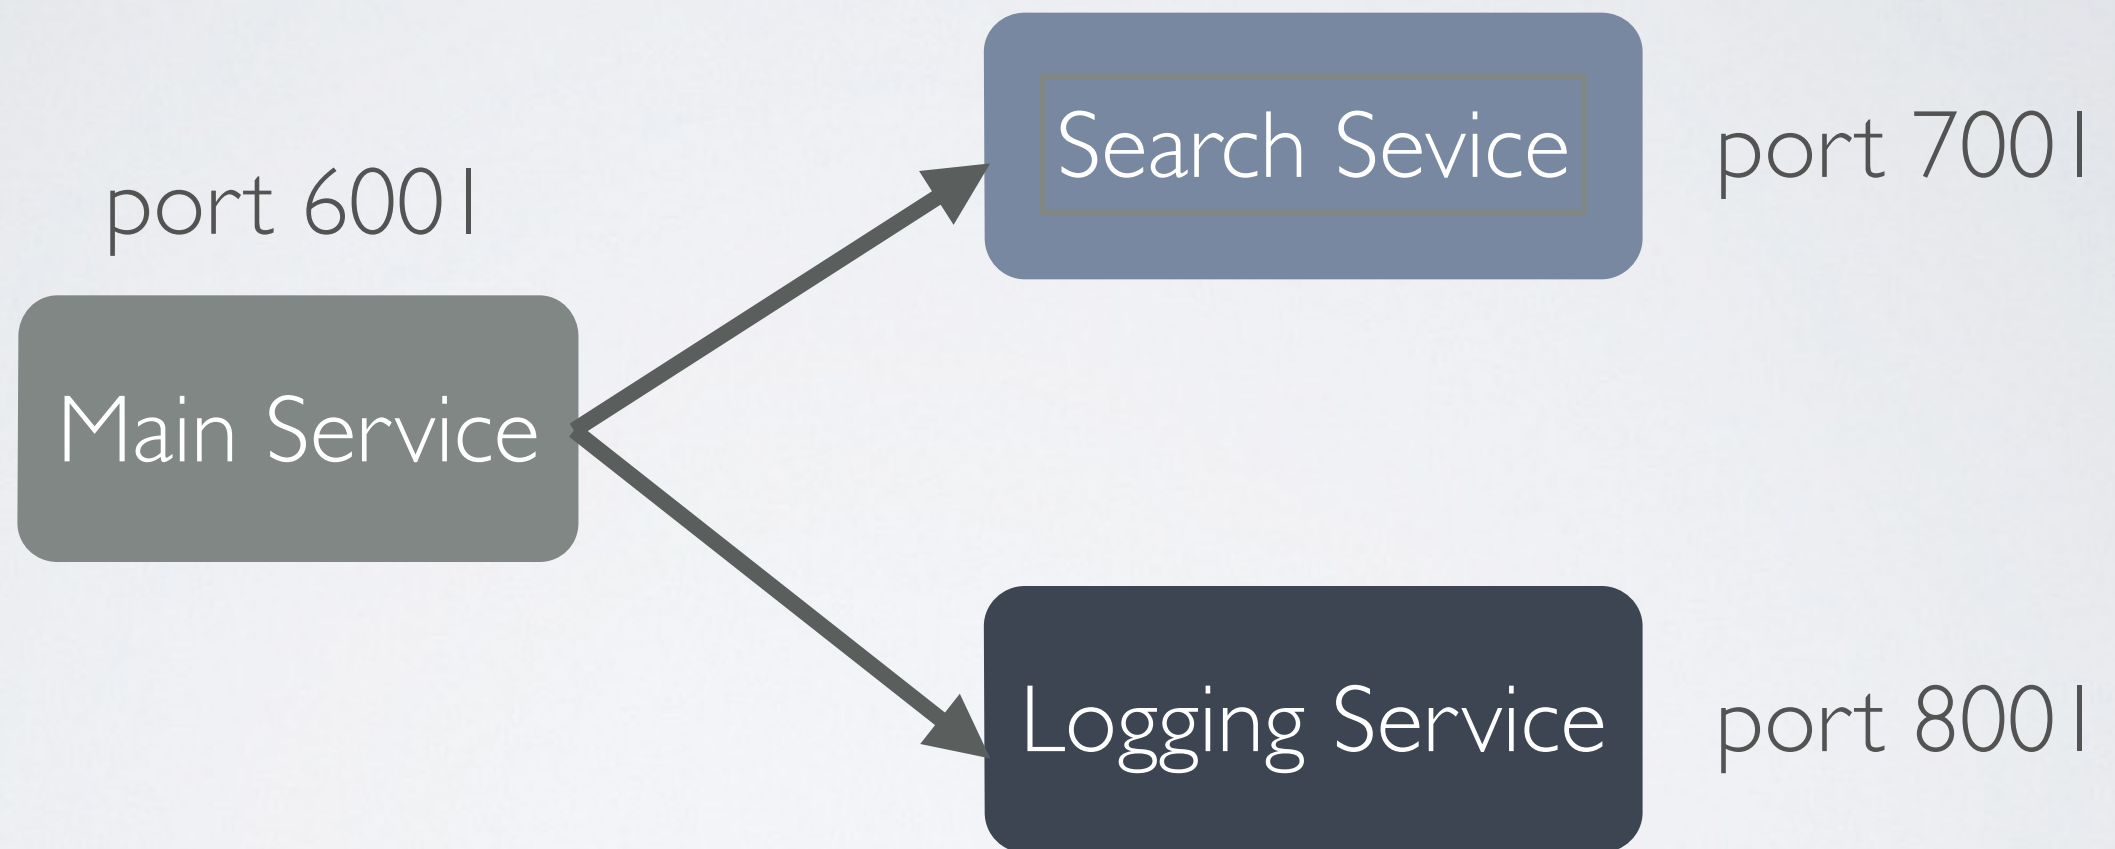 Search Sevice
port 7001
port 6001
Main Service
Logging Service
port 8001